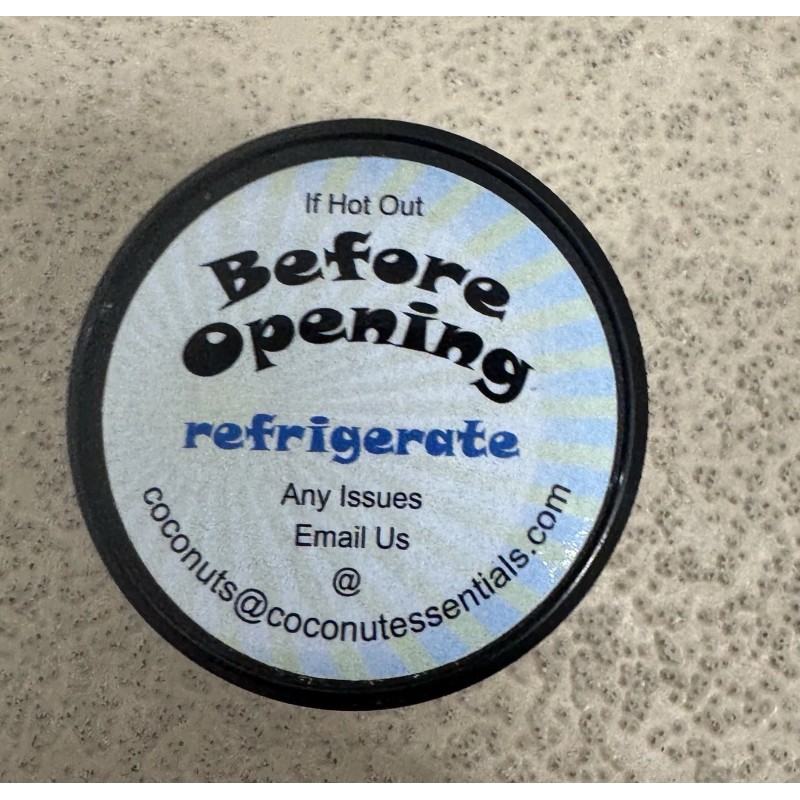 If Hot Out
Before
Opening
refrigerate
Any Issues
Email Us
@
coconuts@coconutessentials.com